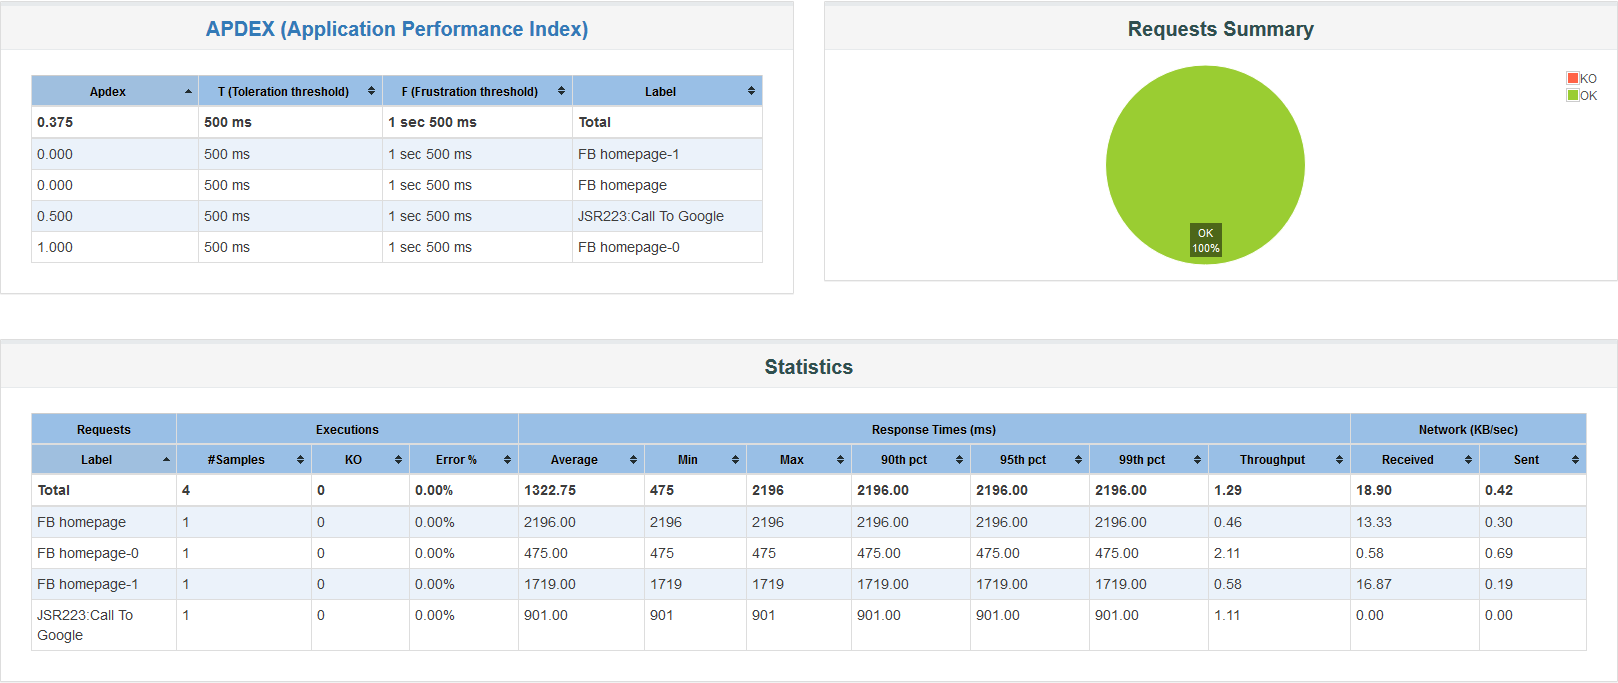 APDEX (Application Performance Index)
Apdex T (Toleration threshold) F (Frustration threshold) Label
0.375 500 ms 1 sec 500 ms Total
0.000 500 ms 1 sec 500 ms FB homepage-1
0.000 500 ms 1 sec 500 ms FB homepage
0.500 500 ms 1 sec 500 ms JSR223:Call To Google
1.000 500 ms 1 sec 500 ms FB homepage-0
Requests Summary
KO
OK
OK
100%
Statistics
Requests Executions Response Times (ms) Network (KB/sec)
Label #Samples KO Error % Average Min Max 90th pct 95th pct 99th pct Throughput Received Sent
Total 4 0 0.00% 1322.75 475 2196 2196.00 2196.00 2196.00 1.29 18.90 0.42
FB homepage 1 0 0.00% 2196.00 2196 2196 2196.00 2196.00 2196.00 0.46 13.33 0.30
FB homepage-0 1 0 0.00% 475.00 475 475 475.00 475.00 475.00 2.11 0.58 0.69
FB homepage-1 1 0 0.00% 1719.00 1719 1719 1719.00 1719.00 1719.00 0.58 16.87 0.19
JSR223:Call To 1 0 0.00% 901.00 901 901 901.00 901.00 901.00 1.11 0.00 0.00
Google